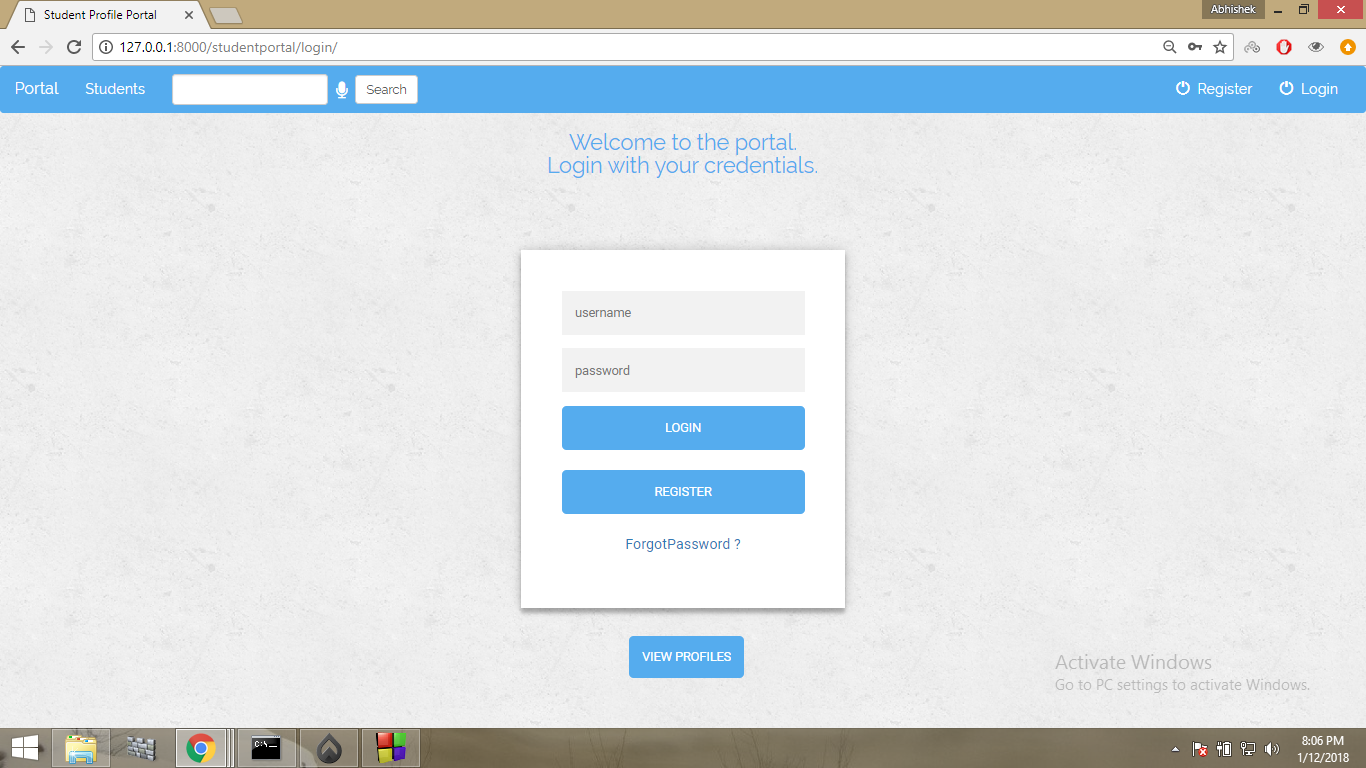 Student Profile Portal
Abhishek
127.0.0.1:8000/studentportal/login/
Portal Students Search Register Login
Welcome to the portal.
Login with your credentials.
username
password
LOGIN
REGISTER
ForgotPassword ?
VIEW PROFILES
Activate Windows
Go to PC settings to activate Windows.
C:\_
8:06 PM
1/12/2018